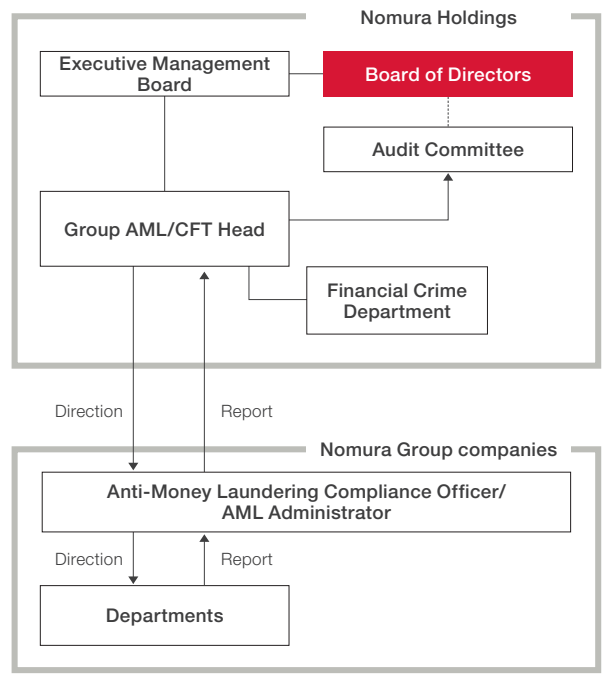 Nomura Holdings
Executive Management
Board
Board of Directors
Audit Committee
Group AML/CFT Head
Financial Crime
Department
Direction
Report
Nomura Group companies
Anti-Money Laundering Compliance Officer/
AML Administrator
Direction
Report
Departments